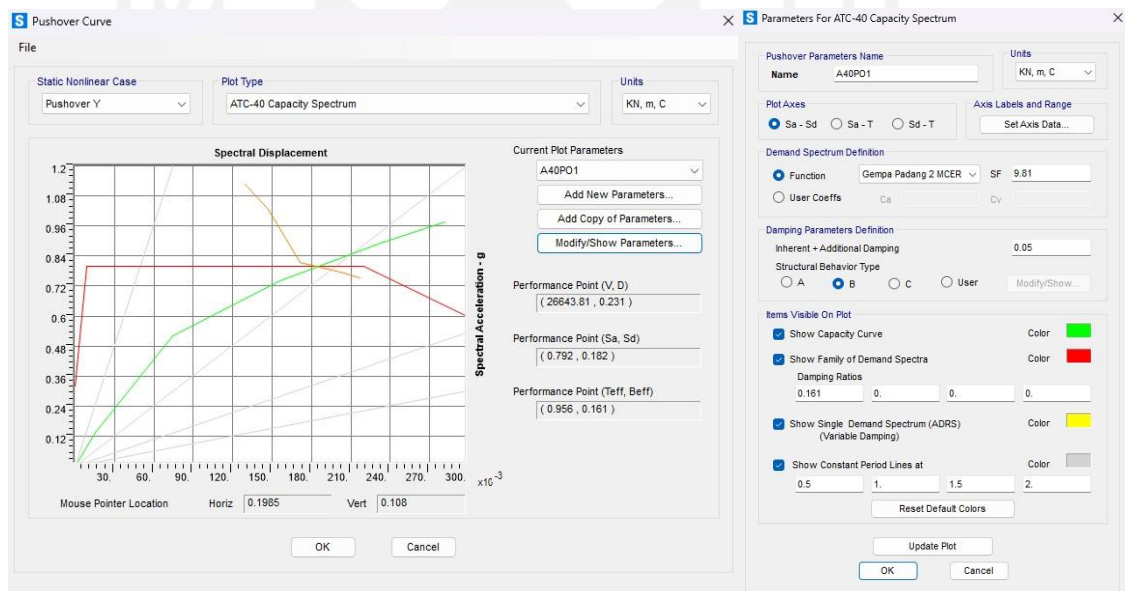 Pushover Curve
File
Static Nonlinear Case
Pushover Y
Plot Type
ATC-40 Capacity Spectrum
Units
KN, m, C
Spectral Displacement
1.2
1.08
0.96
0.84
0.72
0.6
0.48
0.36
0.24
0.12
30. 60. 90. 120. 150. 180. 210. 240. 270. 300. x10 -3
Spectral Acceleration - g
Mouse Pointer Location Horiz 0.1985 Vert 0.108
Current Plot Parameters
A40PO1
Add New Parameters...
Add Copy of Parameters...
Modify/Show Parameters...
Performance Point (V, D)
( 26643.81 , 0.231 )
Performance Point (Sa, Sd)
( 0.792 , 0.182 )
Performance Point (Teff, Beff)
( 0.956 , 0.161 )
OK Cancel
Parameters For ATC-40 Capacity Spectrum
Pushover Parameters Name
Name A40PO1
Units
KN, m, C
Plot Axes
Sa - Sd Sa - T Sd - T
Axis Labels and Range
Set Axis Data...
Demand Spectrum Definition
Function Gempa Padang 2 MCER SF 9.81
User Coeffs Ca Cv
Damping Parameters Definition
Inherent + Additional Damping 0.05
Structural Behavior Type
A B C User Modify/Show...
Items Visible On Plot
Show Capacity Curve Color
Show Family of Demand Spectra Color
Damping Ratios
0.161 0. 0. 0.
Show Single Demand Spectrum (ADRS) Color
(Variable Damping)
Show Constant Period Lines at Color
0.5 1. 1.5 2.
Reset Default Colors
Update Plot
OK Cancel